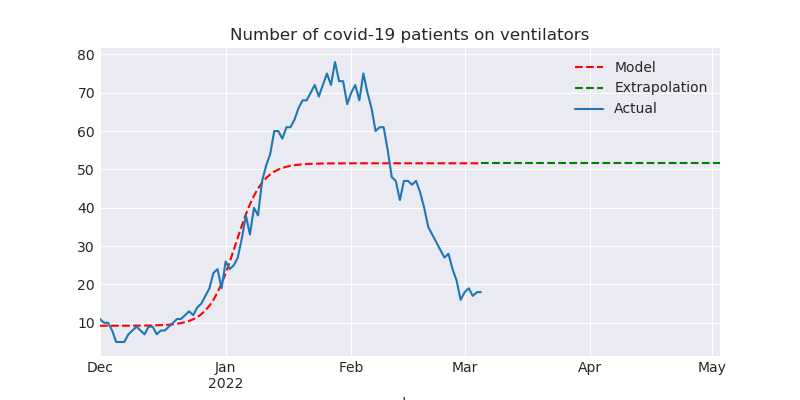 Number of covid-19 patients on ventilators
80
70
60
50
40
30
20
10
Model
Extrapolation
Actual
Dec
Jan
2022
Feb
Mar
Apr
May